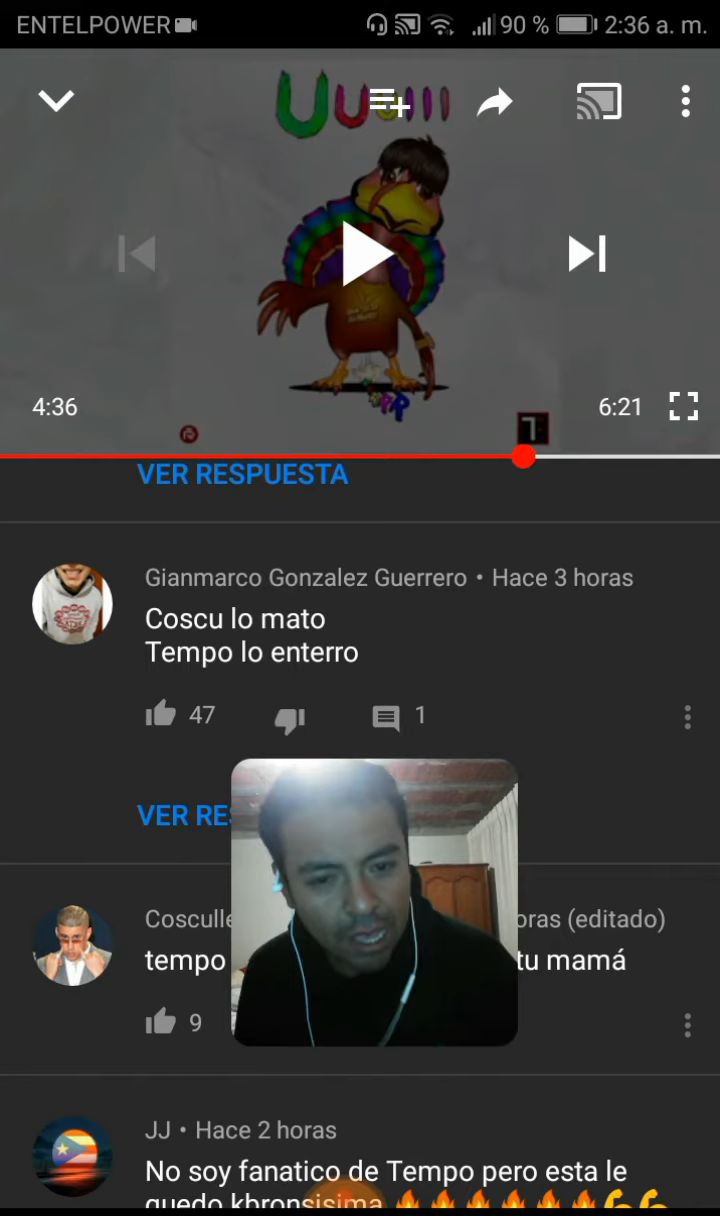 ENTELPOWER 90 % 2:36 a. m.
UUUIII
4:36
6:21
VER RESPUESTA
Gianmarco Gonzalez Guerrero • Hace 3 horas
Coscu lo mato
Tempo lo enterro
47
1
VER RE
Coscull
oras (editado)
tempo
tu mamá
9
JJ • Hace 2 horas
No soy fanatico de Tempo pero esta le
quedo kbronsisima 🔥🔥🔥🔥🔥🔥💪💪